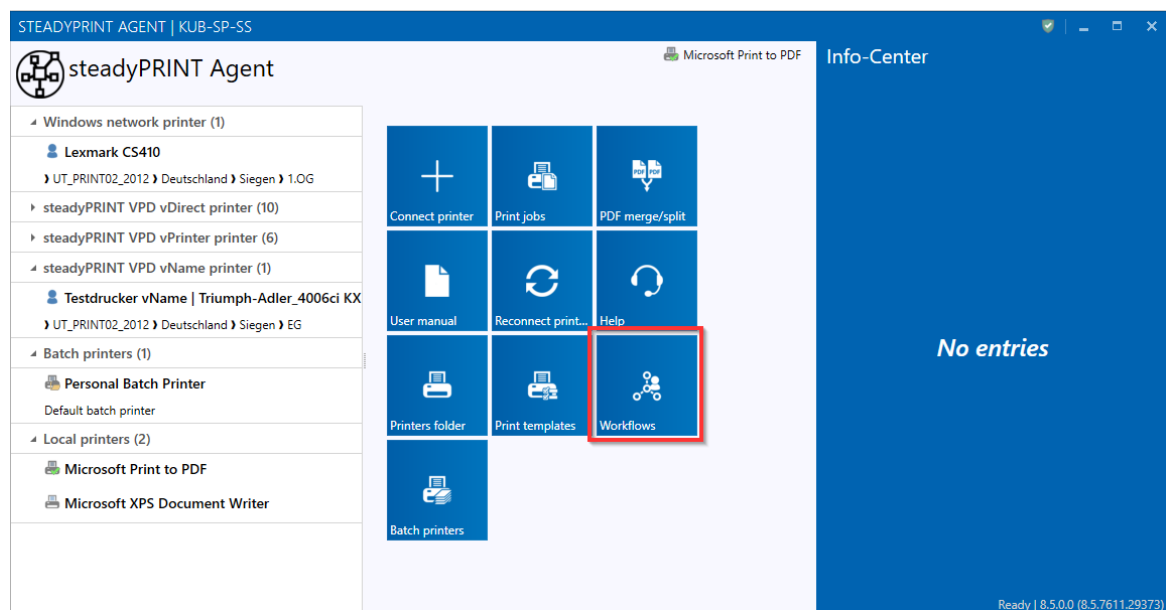 STEADYPRINT AGENT | KUB-SP-SS
steadyPRINT Agent
Microsoft Print to PDF
Windows network printer (1)
Lexmark CS410
❯ UT_PRINT02_2012 ❯ Deutschland ❯ Siegen ❯ 1.OG
steadyPRINT VPD vDirect printer (10)
steadyPRINT VPD vPrinter printer (6)
steadyPRINT VPD vName printer (1)
Testdrucker vName | Triumph-Adler_4006ci KX
❯ UT_PRINT02_2012 ❯ Deutschland ❯ Siegen ❯ EG
Batch printers (1)
Personal Batch Printer
Default batch printer
Local printers (2)
Microsoft Print to PDF
Microsoft XPS Document Writer
Connect printer
Print jobs
PDF PDF
PDF merge/split
User manual
Reconnect print...
Help
Printers folder
Print templates
Workflows
Batch printers
Info-Center
No entries
Ready | 8.5.0.0 (8.5.7611.29373)